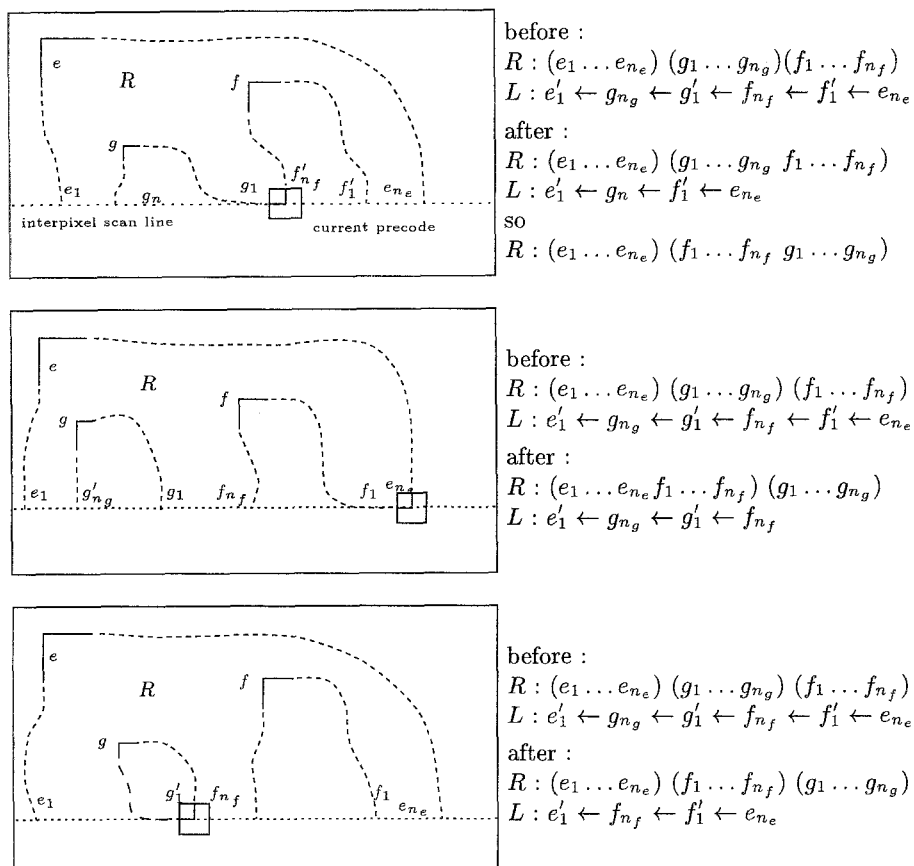 e
R
f
g
e_1
g_n
g_1
f'_{n_f}
f'_1
e_{n_e}
interpixel scan line
current precode
before :
R : (e_1 … e_{n_e}) (g_1 … g_{n_g})(f_1 … f_{n_f})
L : e'_1 ← g_{n_g} ← g'_1 ← f_{n_f} ← f'_1 ← e_{n_e}
after :
R : (e_1 … e_{n_e}) (g_1 … g_{n_g} f_1 … f_{n_f})
L : e'_1 ← g_n ← f'_1 ← e_{n_e}
so
R : (e_1 … e_{n_e}) (f_1 … f_{n_f} g_1 … g_{n_g})
e
R
g
f
e_1
g'_{n_g}
g_1
f_{n_f}
f_1
e_{n_e}
before :
R : (e_1 … e_{n_e}) (g_1 … g_{n_g}) (f_1 … f_{n_f})
L : e'_1 ← g_{n_g} ← g'_1 ← f_{n_f} ← f'_1 ← e_{n_e}
after :
R : (e_1 … e_{n_e} f_1 … f_{n_f}) (g_1 … g_{n_g})
L : e'_1 ← g_{n_g} ← g'_1 ← f_{n_f}
e
R
f
g
e_1
g'_1
f_{n_f}
f_1
e_{n_e}
before :
R : (e_1 … e_{n_e}) (g_1 … g_{n_g}) (f_1 … f_{n_f})
L : e'_1 ← g_{n_g} ← g'_1 ← f_{n_f} ← f'_1 ← e_{n_e}
after :
R : (e_1 … e_{n_e}) (f_1 … f_{n_f}) (g_1 … g_{n_g})
L : e'_1 ← f_{n_f} ← f'_1 ← e_{n_e}